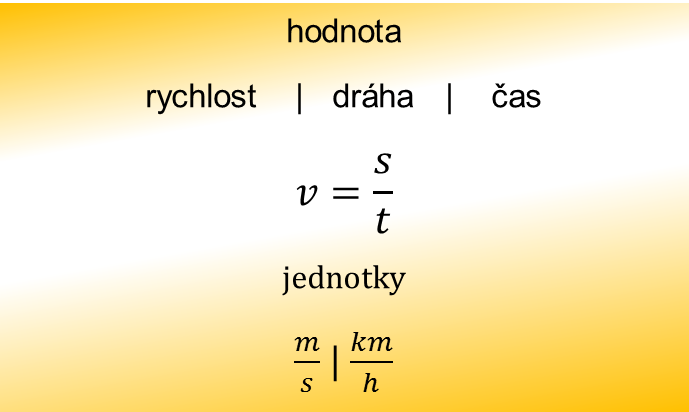 hodnota
rychlost | dráha | čas
v = s/t
jednotky
m/s | km/h